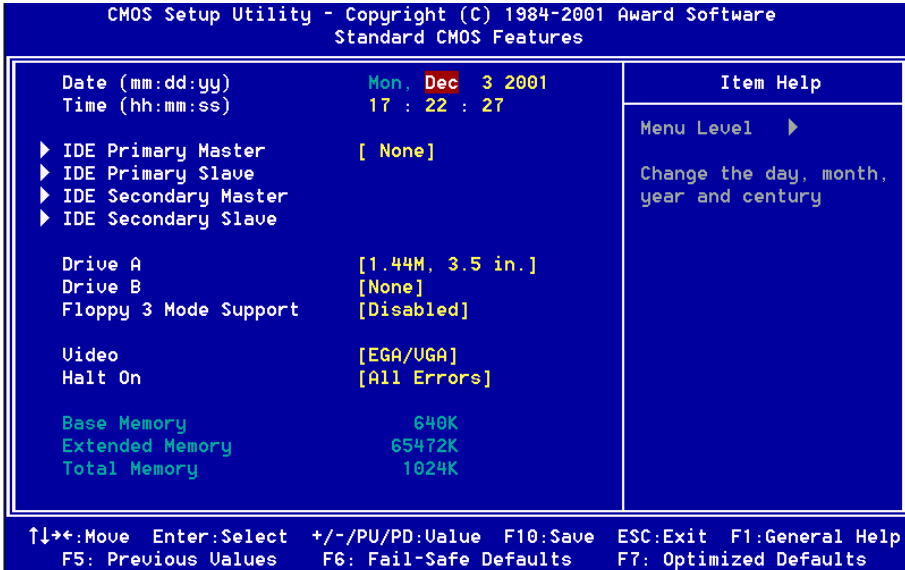 CMOS Setup Utility - Copyright (C) 1984-2001 Award Software
Standard CMOS Features
Date (mm:dd:yy) Mon, Dec 3 2001
Time (hh:mm:ss) 17 : 22 : 27
IDE Primary Master [ None]
IDE Primary Slave
IDE Secondary Master
IDE Secondary Slave
Drive A [1.44M, 3.5 in.]
Drive B [None]
Floppy 3 Mode Support [Disabled]
Video [EGA/VGA]
Halt On [All Errors]
Base Memory 640K
Extended Memory 65472K
Total Memory 1024K
Item Help
Menu Level
Change the day, month,
year and century
↑↓→←:Move Enter:Select +/-/PU/PD:Value F10:Save ESC:Exit F1:General Help
F5: Previous Values F6: Fail-Safe Defaults F7: Optimized Defaults